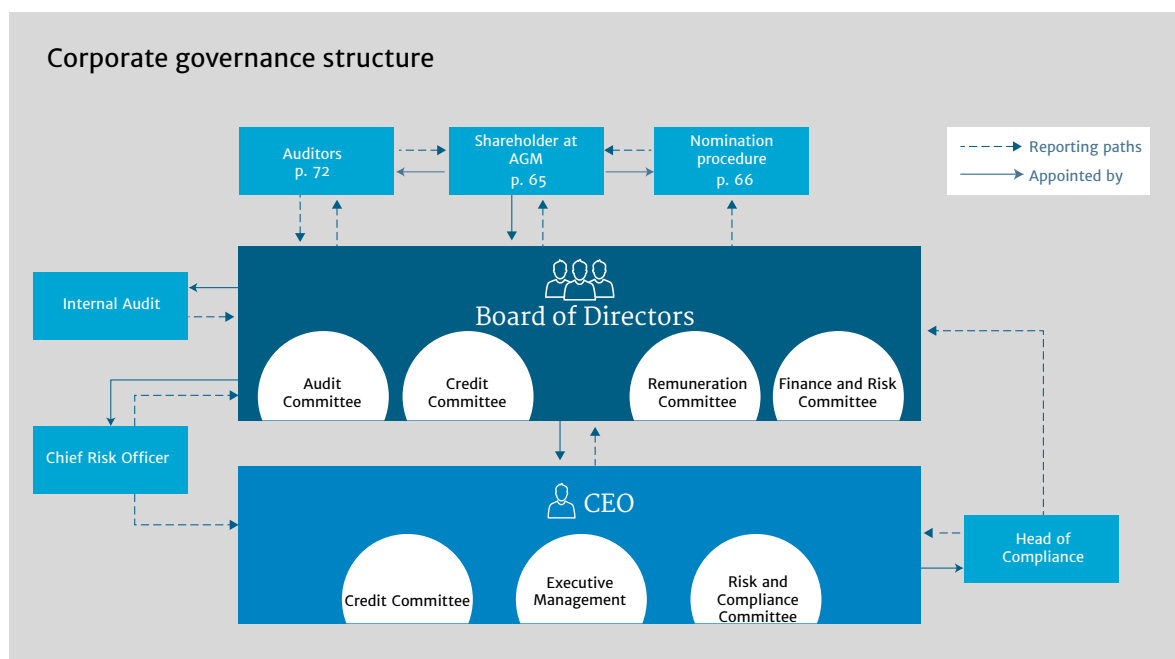 Corporate governance structure
Auditors
p. 72
Shareholder at
AGM
p. 65
Nomination
procedure
p. 66
Reporting paths
Appointed by
Internal Audit
Board of Directors
Audit
Committee
Credit
Committee
Remuneration
Committee
Finance and Risk
Committee
Chief Risk Officer
CEO
Head of
Compliance
Credit Committee
Executive
Management
Risk and
Compliance
Committee